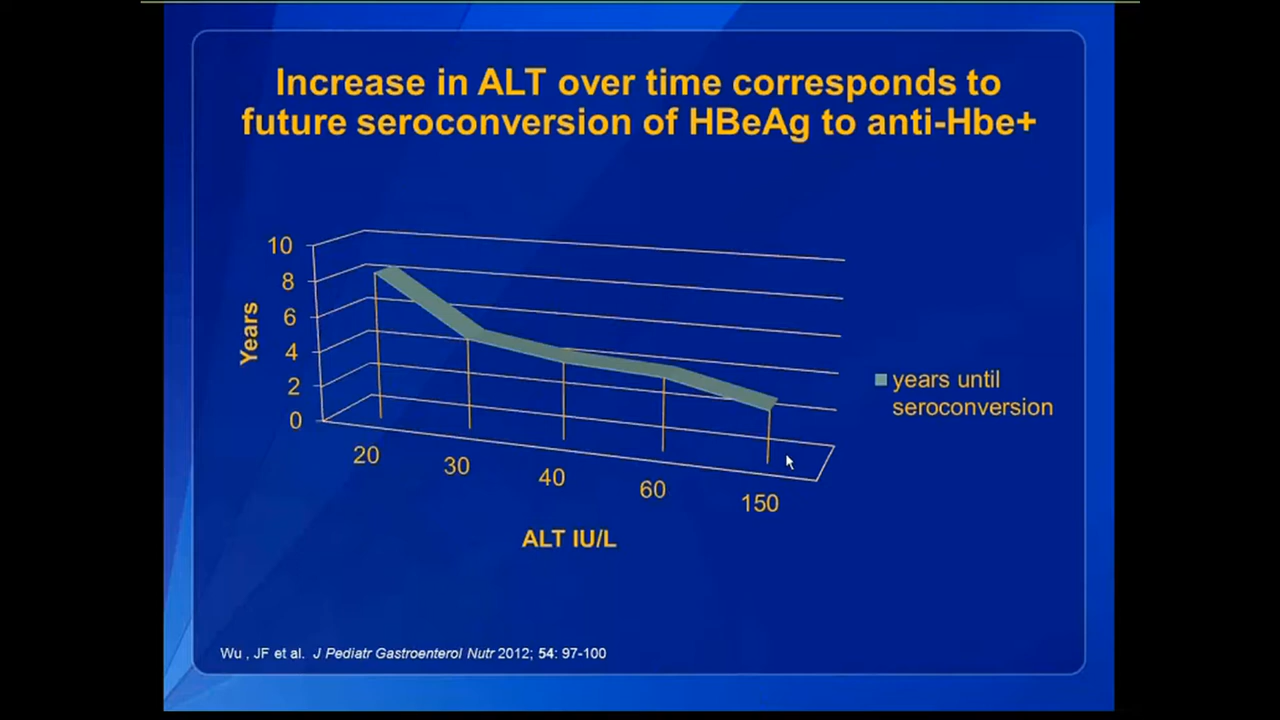 Increase in ALT over time corresponds to
future seroconversion of HBeAg to anti-Hbe+
10
8
6
4
2
0
Years
20
30
40
60
150
ALT IU/L
years until
seroconversion
Wu , JF et al. J Pediatr Gastroenterol Nutr 2012; 54: 97-100